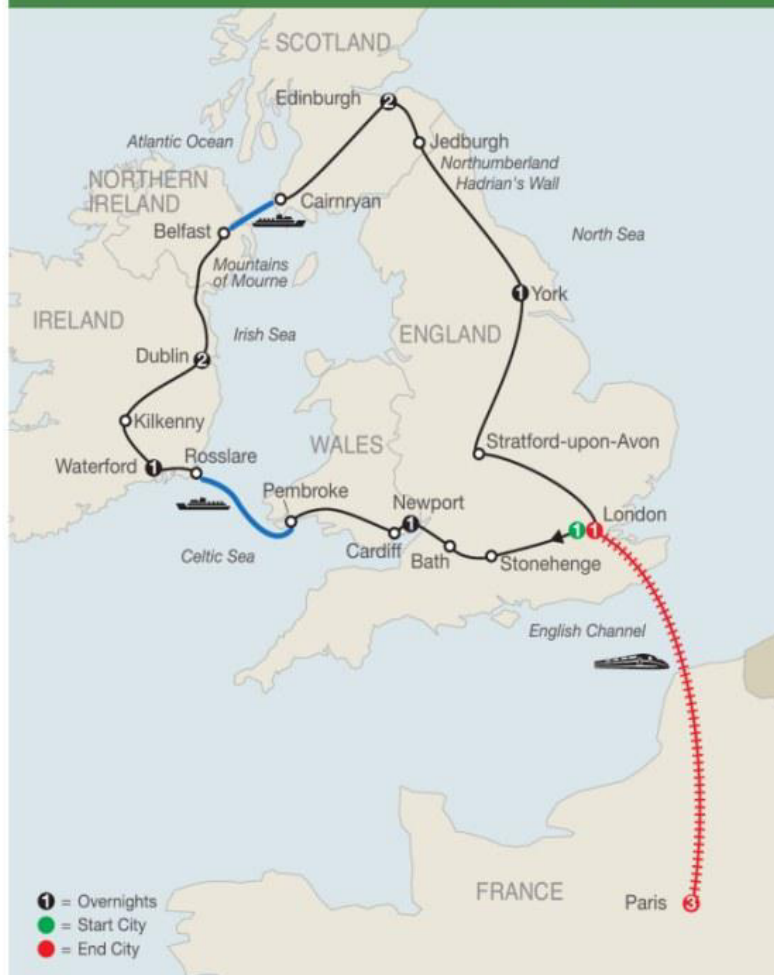 SCOTLAND
Edinburgh
2
Jedburgh
Atlantic Ocean
Northumberland
Hadrian's Wall
NORTHERN
IRELAND
Cairnryan
Belfast
North Sea
Mountains
of Mourne
1
York
IRELAND
Irish Sea
ENGLAND
Dublin
2
Kilkenny
WALES
Stratford-upon-Avon
Waterford
1
Rosslare
Pembroke
Newport
1
London
1
1
Celtic Sea
Cardiff
Bath
Stonehenge
English Channel
FRANCE
Paris
3
1 = Overnights
= Start City
= End City